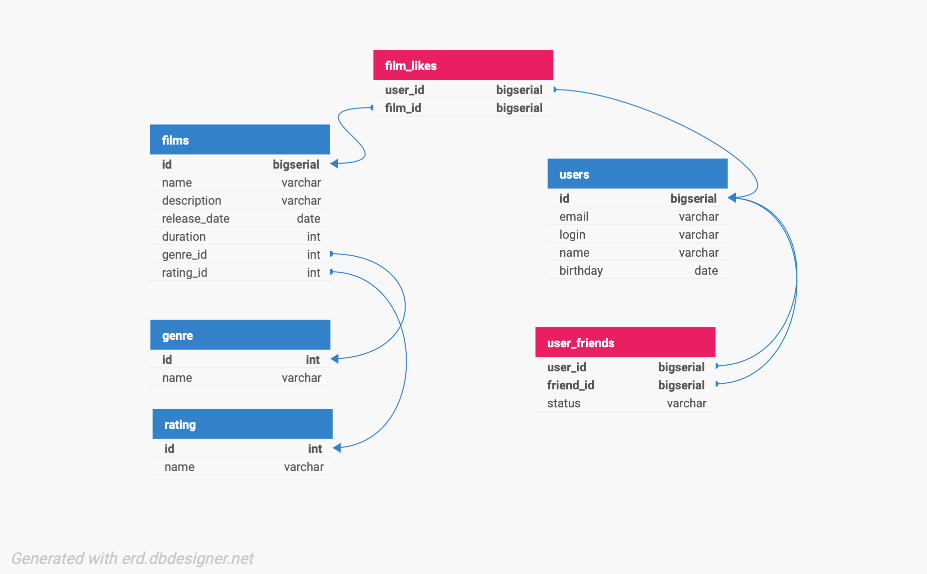 film_likes
user_id bigserial
film_id bigserial
films
id bigserial
name varchar
description varchar
release_date date
duration int
genre_id int
rating_id int
users
id bigserial
email varchar
login varchar
name varchar
birthday date
genre
id int
name varchar
user_friends
user_id bigserial
friend_id bigserial
status varchar
rating
id int
name varchar
Generated with erd.dbdesigner.net